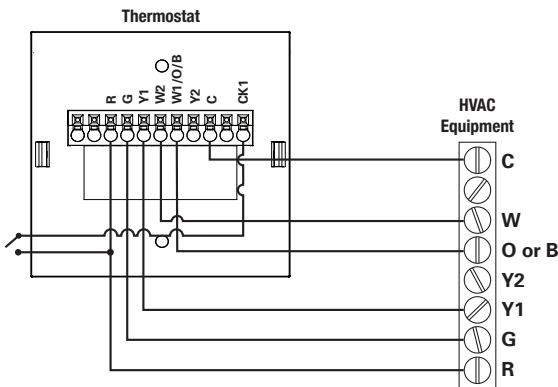 Thermostat
R
G
Y1
W2
W1/O/B
Y2
C
CK1
HVAC
Equipment
C
W
O or B
Y2
Y1
G
R